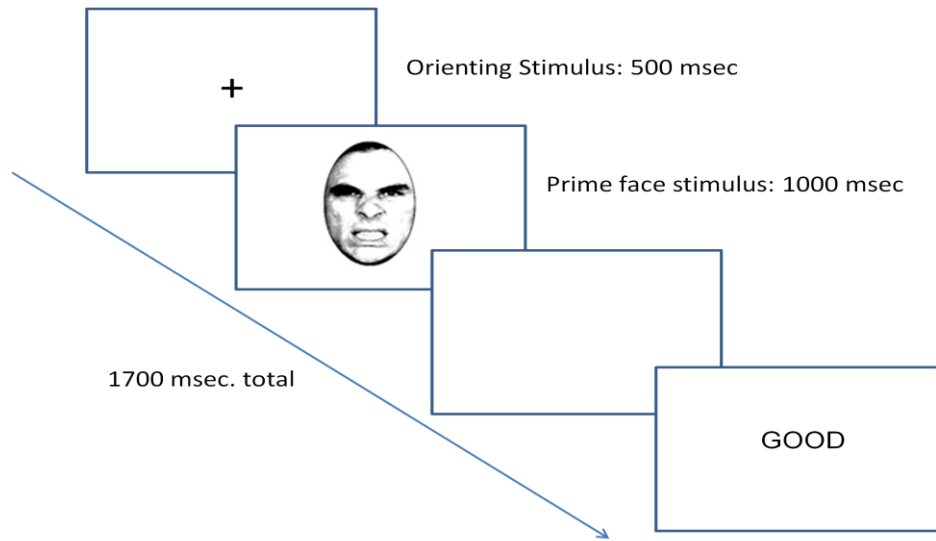 +
Orienting Stimulus: 500 msec
Prime face stimulus: 1000 msec
1700 msec. total
GOOD